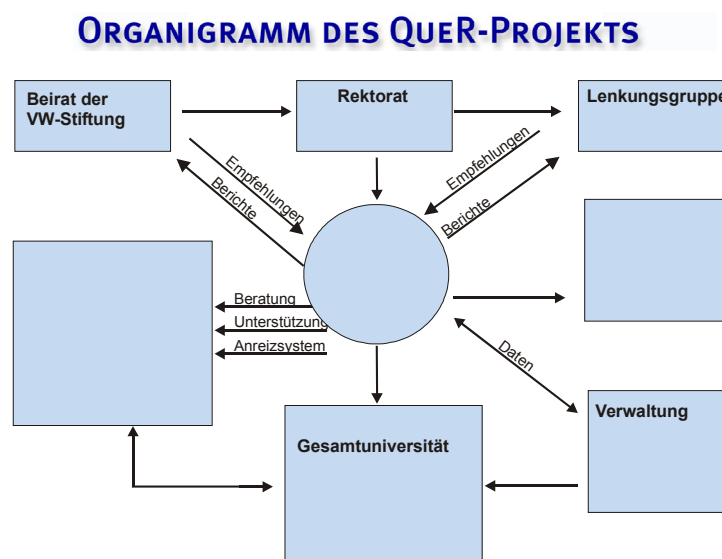 ORGANIGRAMM DES QUER-PROJEKTS
Beirat der
VW-Stiftung
Rektorat
Lenkungsgruppe
Empfehlungen
Berichte
Empfehlungen
Berichte
Beratung
Unterstützung
Anreizsystem
Daten
Verwaltung
Gesamtuniversität